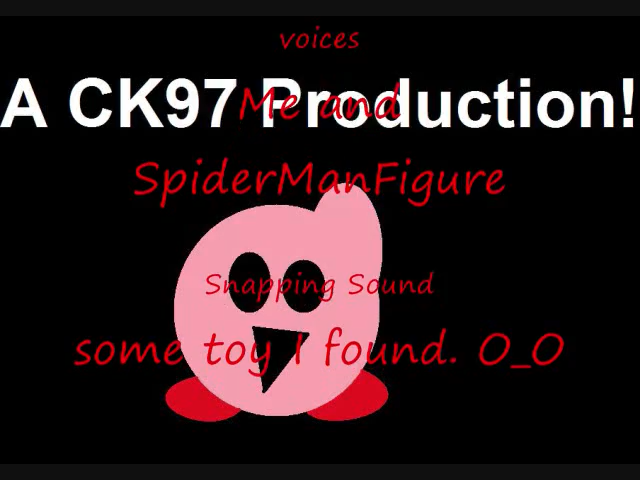 voices
A CK97 Production!
Me and
SpiderManFigure
Snapping Sound
some toy I found. O_O